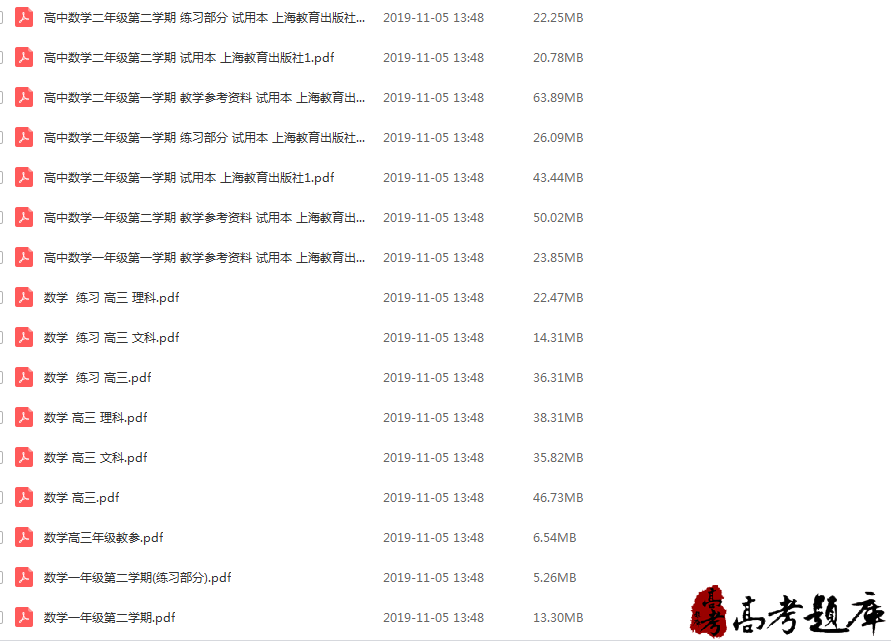 高中数学二年级第二学期 练习部分 试用本 上海教育出版社... 2019-11-05 13:48 22.25MB
高中数学二年级第二学期 试用本 上海教育出版社1.pdf 2019-11-05 13:48 20.78MB
高中数学二年级第一学期 教学参考资料 试用本 上海教育出... 2019-11-05 13:48 63.89MB
高中数学二年级第一学期 练习部分 试用本 上海教育出版社... 2019-11-05 13:48 26.09MB
高中数学二年级第一学期 试用本 上海教育出版社1.pdf 2019-11-05 13:48 43.44MB
高中数学一年级第二学期 教学参考资料 试用本 上海教育出... 2019-11-05 13:48 50.02MB
高中数学一年级第一学期 教学参考资料 试用本 上海教育出... 2019-11-05 13:48 23.85MB
数学  练习 高三 理科.pdf 2019-11-05 13:48 22.47MB
数学  练习 高三 文科.pdf 2019-11-05 13:48 14.31MB
数学  练习 高三.pdf 2019-11-05 13:48 36.31MB
数学 高三 理科.pdf 2019-11-05 13:48 38.31MB
数学 高三 文科.pdf 2019-11-05 13:48 35.82MB
数学 高三.pdf 2019-11-05 13:48 46.73MB
数学高三年级教参.pdf 2019-11-05 13:48 6.54MB
数学一年级第二学期(练习部分).pdf 2019-11-05 13:48 5.26MB
数学一年级第二学期.pdf 2019-11-05 13:48 13.30MB
高考 高考题库